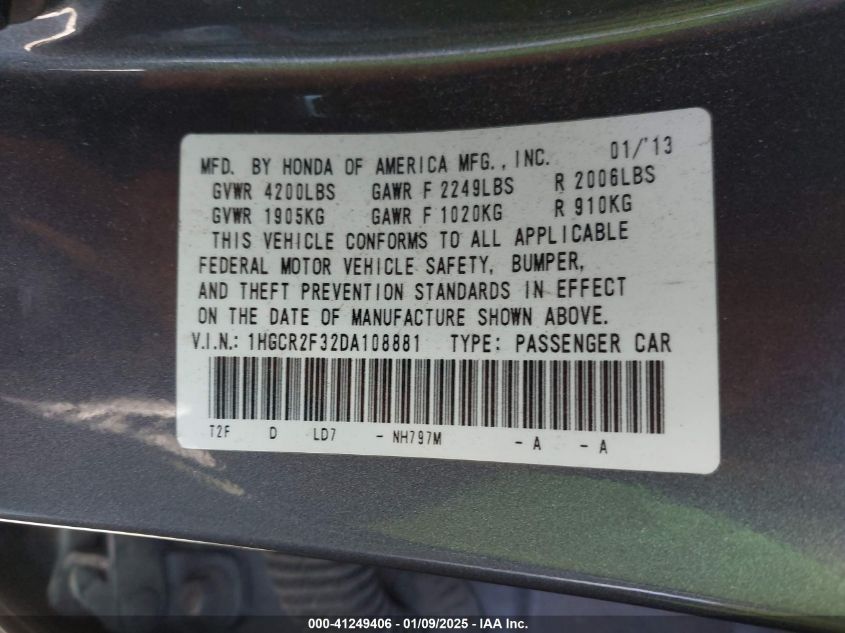 MFD. BY HONDA OF AMERICA MFG., INC. 01/'13
GVWR 4200LBS GAWR F 2249LBS R 2006LBS
GVWR 1905KG GAWR F 1020KG R 910KG
THIS VEHICLE CONFORMS TO ALL APPLICABLE
FEDERAL MOTOR VEHICLE SAFETY, BUMPER,
AND THEFT PREVENTION STANDARDS IN EFFECT
ON THE DATE OF MANUFACTURE SHOWN ABOVE.
V.I.N.: 1HGCR2F32DA108881 TYPE: PASSENGER CAR
T2F D LD7 - NH797M - A - A
000-41249406 - 01/09/2025 - IAA Inc.